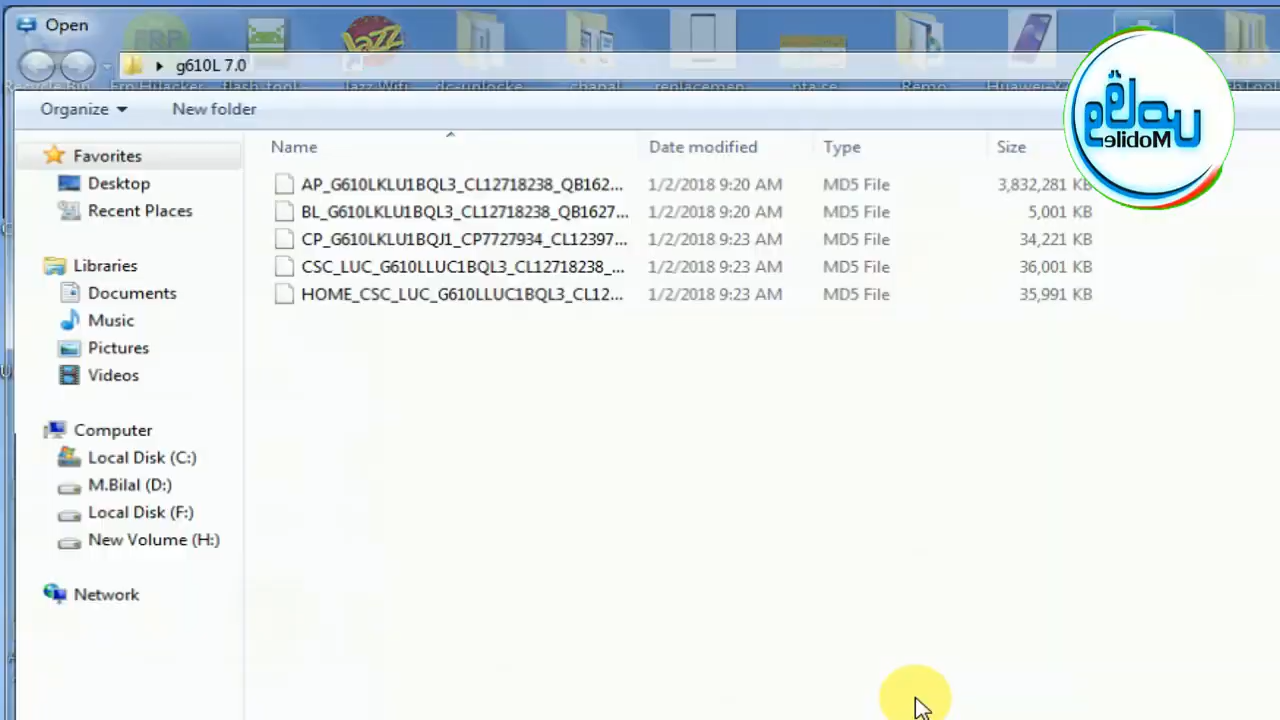 Open
g610L 7.0
Organize
New folder
Name Date modified Type Size
AP_G610LKLU1BQL3_CL12718238_QB162... 1/2/2018 9:20 AM MD5 File 3,832,281 KB
BL_G610LKLU1BQL3_CL12718238_QB1627... 1/2/2018 9:20 AM MD5 File 5,001 KB
CP_G610LKLU1BQJ1_CP7727934_CL12397... 1/2/2018 9:23 AM MD5 File 34,221 KB
CSC_LUC_G610LLUC1BQL3_CL12718238_... 1/2/2018 9:23 AM MD5 File 36,001 KB
HOME_CSC_LUC_G610LLUC1BQL3_CL12... 1/2/2018 9:23 AM MD5 File 35,991 KB
Favorites
Desktop
Recent Places
Libraries
Documents
Music
Pictures
Videos
Computer
Local Disk (C:)
M.Bilal (D:)
Local Disk (F:)
New Volume (H:)
Network
FRP
Jazz
Mobile